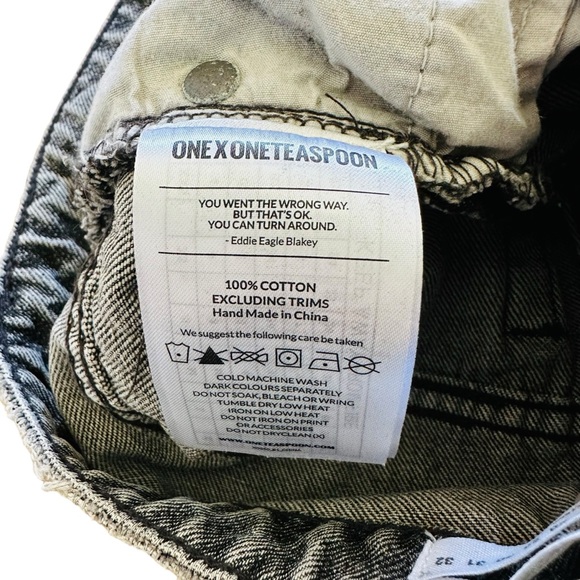 ONEXONETEASPOON
YOU WENT THE WRONG WAY.
BUT THAT'S OK.
YOU CAN TURN AROUND.
- Eddie Eagle Blakey
100% COTTON
EXCLUDING TRIMS
Hand Made in China
We suggest the following care be taken
COLD MACHINE WASH
DARK COLOURS SEPARATELY
DO NOT SOAK, BLEACH OR WRING
TUMBLE DRY LOW HEAT
IRON ON LOW HEAT
DO NOT IRON ON PRINT
OR ACCESSORIES
DO NOT DRYCLEAN (X)
WWW.ONETEASPOON.COM
31 32